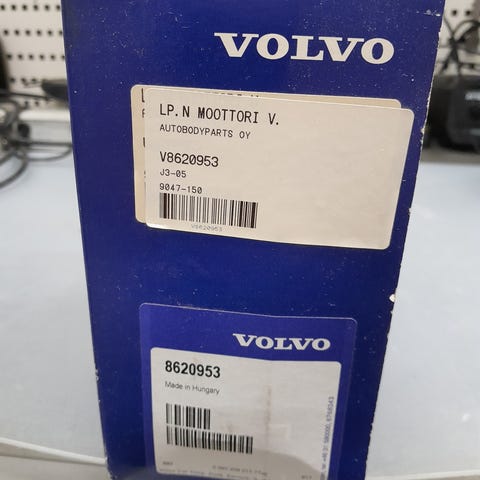 VOLVO
LP.N MOOTTORI V.
AUTOBODYPARTS OY
V8620953
J3-05
9047-150
V8620953
VOLVO
8620953
Made in Hungary